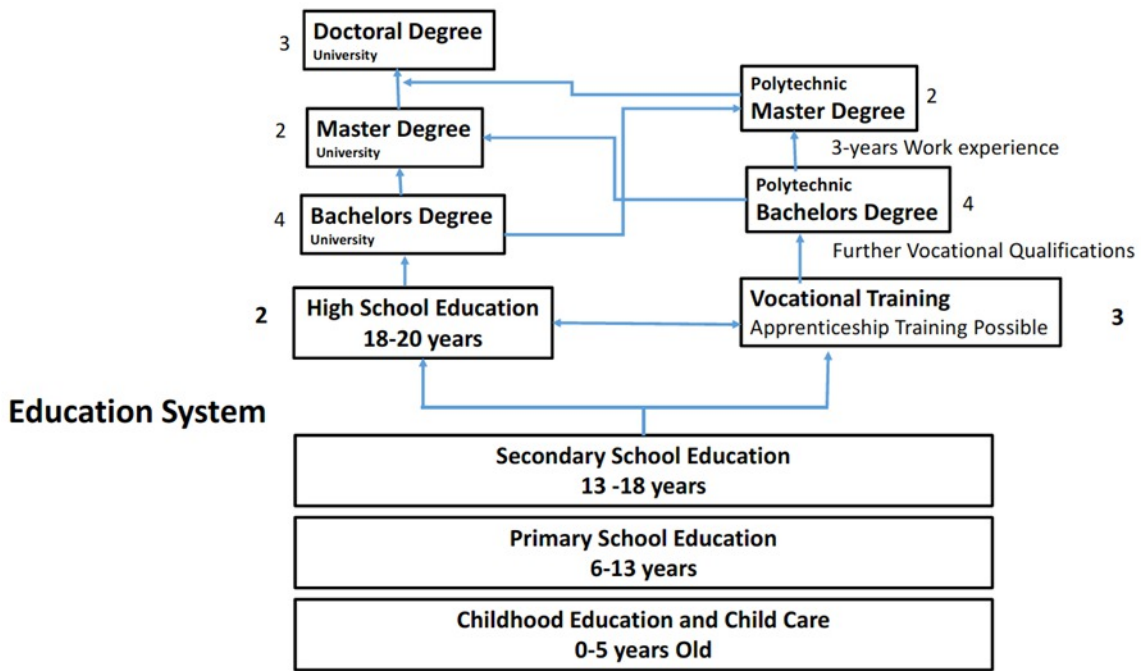 3
Doctoral Degree
University
2
Master Degree
University
Polytechnic
Master Degree
2
3-years Work experience
4
Bachelors Degree
University
Polytechnic
Bachelors Degree
4
Further Vocational Qualifications
2
High School Education
18-20 years
Vocational Training
Apprenticeship Training Possible
3
Education System
Secondary School Education
13 -18 years
Primary School Education
6-13 years
Childhood Education and Child Care
0-5 years Old